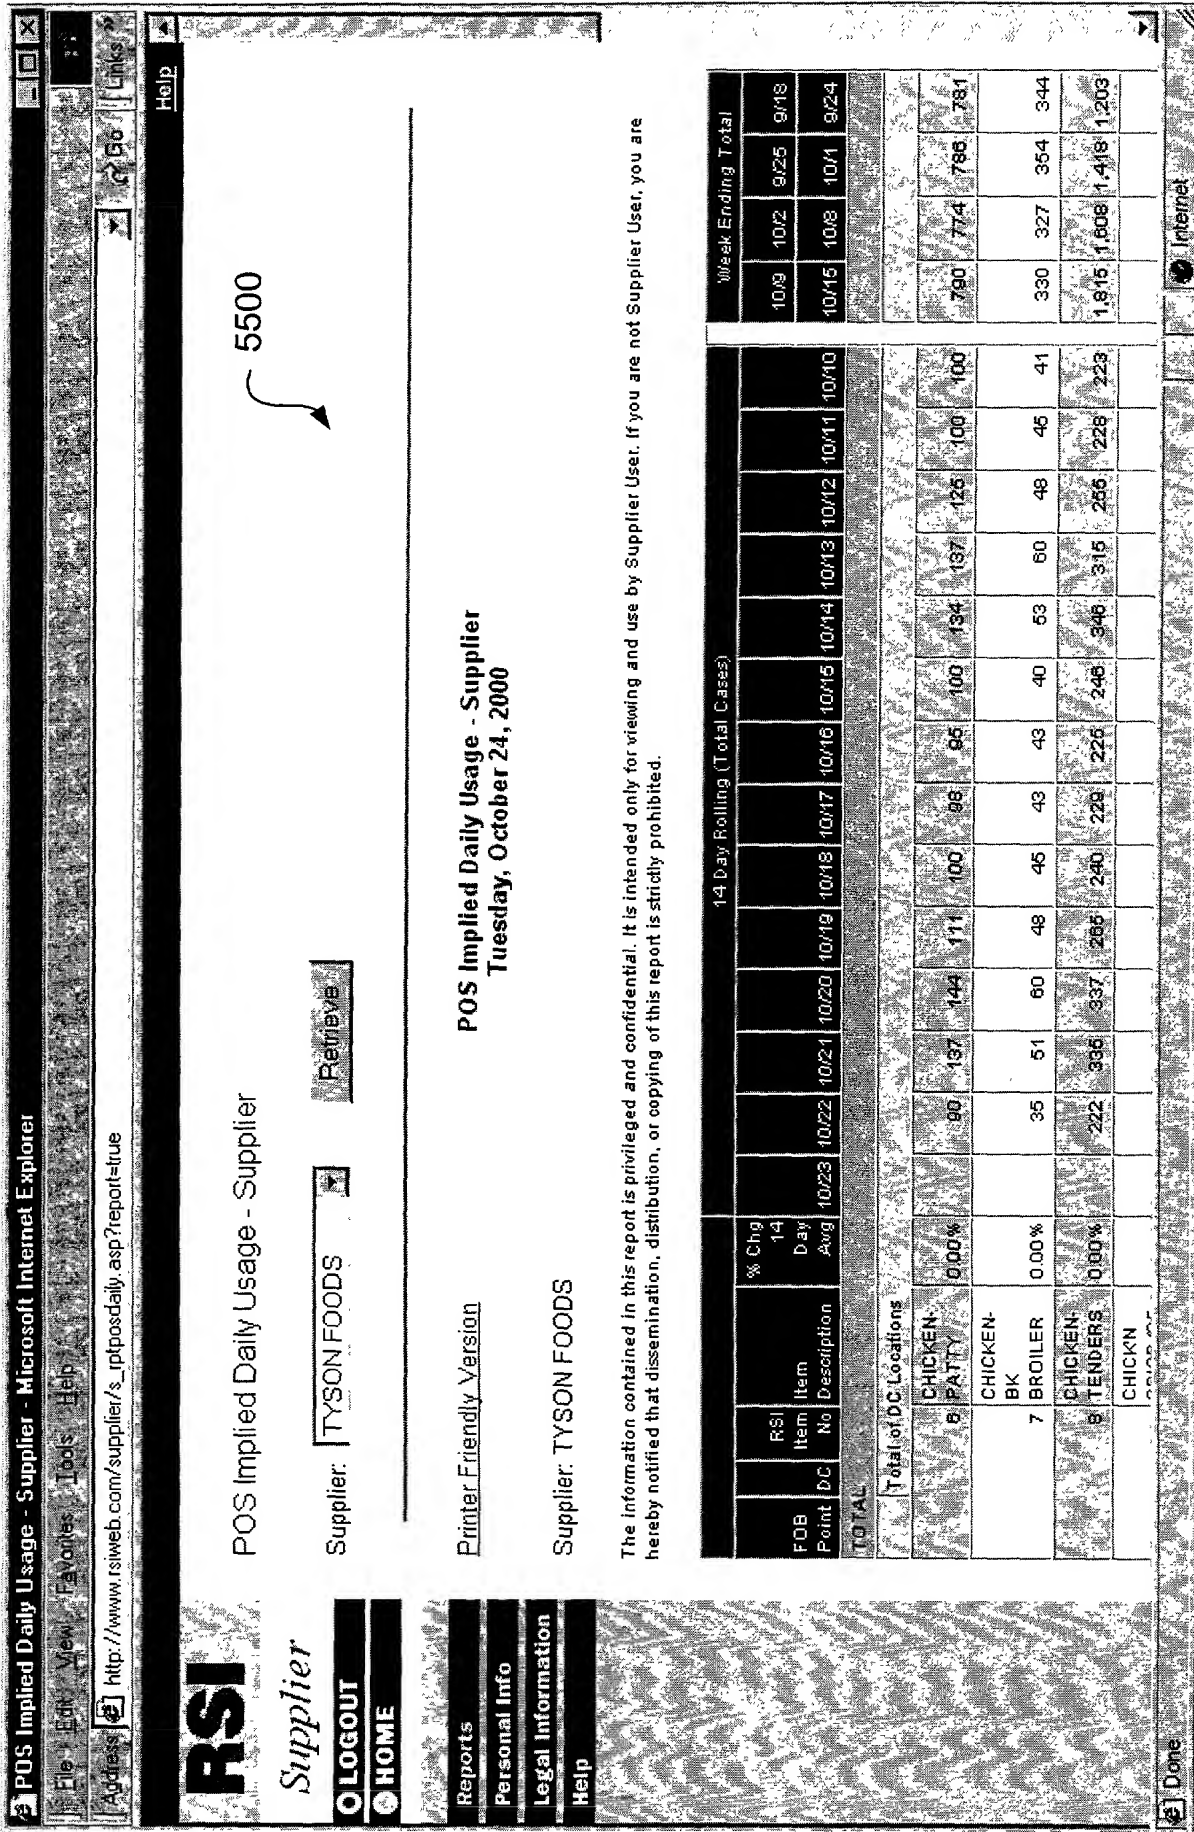 POS Implied Daily Usage - Supplier - Microsoft Internet Explorer
File Edit View Favorites Tools Help
Address http://www.rsiweb.com/supplier/s_rptposdaily.asp?report=true Go Links »
Help
RSI
Supplier
LOGOUT
HOME
Reports
Personal Info
Legal Information
Help
POS Implied Daily Usage - Supplier
5500
Supplier: TYSON FOODS Retrieve
Printer Friendly Version
POS Implied Daily Usage - Supplier
Tuesday, October 24, 2000
Supplier: TYSON FOODS
The information contained in this report is privileged and confidential. It is intended only for viewing and use by Supplier User. If you are not Supplier User, you are
hereby notified that dissemination, distribution, or copying of this report is strictly prohibited.
14 Day Rolling (Total Cases) Week Ending Total
FOB Point DC RSI Item No Item Description % Chg 14 Day Avg 10/23 10/22 10/21 10/20 10/19 10/18 10/17 10/16 10/15 10/14 10/13 10/12 10/11 10/10 10/9 10/15 10/2 10/8 9/25 10/1 9/18 9/24
TOTAL
Total of DC Locations
6 CHICKEN-PATTY 0.00% 90 137 144 111 100 98 95 100 134 137 125 100 100 790 774 786 781
7 CHICKEN-BK BROILER 0.00% 35 51 60 48 45 43 43 40 53 60 48 45 41 330 327 354 344
8 CHICKEN-TENDERS 0.00% 222 335 337 265 240 229 225 246 346 315 255 228 223 1,815 1,608 1,418 1,203
CHICKN
Done Internet